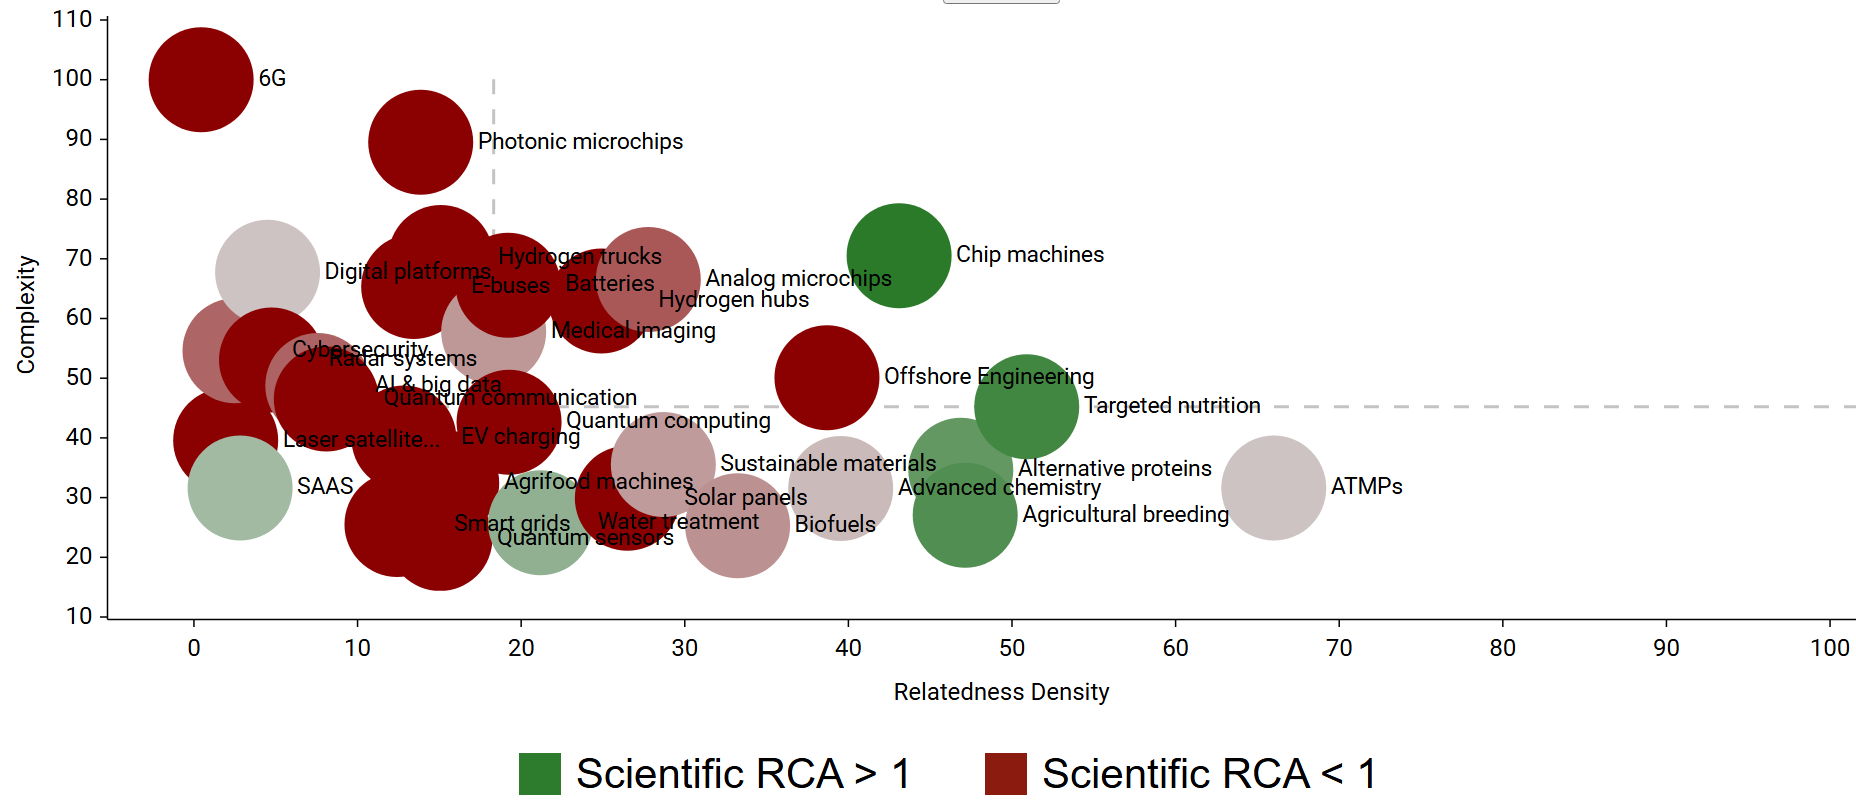 110
100
90
80
70
60
50
40
30
20
10
Complexity
6G
Photonic microchips
Chip machines
Hydrogen trucks
Digital platforms
Analog microchips
E-buses
Batteries
Hydrogen hubs
Medical imaging
Cybersecurity
Radar systems
Offshore Engineering
AI & big data
Quantum communication
Targeted nutrition
Quantum computing
EV charging
Laser satellite...
Sustainable materials
Alternative proteins
Agrifood machines
SAAS
Advanced chemistry
ATMPs
Solar panels
Agricultural breeding
Smart grids
Water treatment
Biofuels
Quantum sensors
0 10 20 30 40 50 60 70 80 90 100
Relatedness Density
Scientific RCA > 1
Scientific RCA < 1